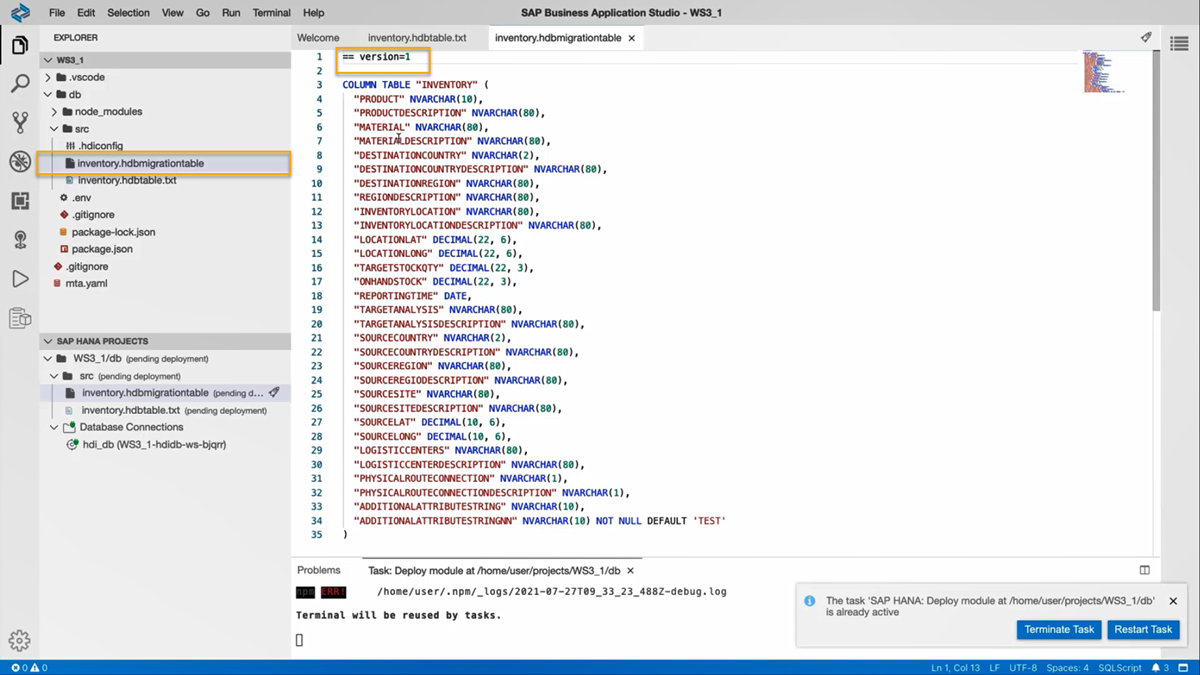 File Edit Selection View Go Run Terminal Help
SAP Business Application Studio - WS3_1
EXPLORER
WS3_1
.vscode
db
node_modules
src
.hdiconfig
inventory.hdbmigrationtable
inventory.hdbtable.txt
.env
.gitignore
package-lock.json
package.json
.gitignore
mta.yaml
SAP HANA PROJECTS
WS3_1/db (pending deployment)
src (pending deployment)
inventory.hdbmigrationtable (pending d...
inventory.hdbtable.txt (pending deployment)
Database Connections
hdi_db (WS3_1-hdidb-ws-bjqrr)
Welcome inventory.hdbtable.txt inventory.hdbmigrationtable
1 == version=1
2
3 COLUMN TABLE "INVENTORY" (
4 "PRODUCT" NVARCHAR(10),
5 "PRODUCTDESCRIPTION" NVARCHAR(80),
6 "MATERIAL" NVARCHAR(80),
7 "MATERIALDESCRIPTION" NVARCHAR(80),
8 "DESTINATIONCOUNTRY" NVARCHAR(2),
9 "DESTINATIONCOUNTRYDESCRIPTION" NVARCHAR(80),
10 "DESTINATIONREGION" NVARCHAR(80),
11 "REGIONDESCRIPTION" NVARCHAR(80),
12 "INVENTORYLOCATION" NVARCHAR(80),
13 "INVENTORYLOCATIONDESCRIPTION" NVARCHAR(80),
14 "LOCATIONLAT" DECIMAL(22, 6),
15 "LOCATIONLONG" DECIMAL(22, 6),
16 "TARGETSTOCKQTY" DECIMAL(22, 3),
17 "ONHANDSTOCK" DECIMAL(22, 3),
18 "REPORTINGTIME" DATE,
19 "TARGETANALYSIS" NVARCHAR(80),
20 "TARGETANALYSISDESCRIPTION" NVARCHAR(80),
21 "SOURCECOUNTRY" NVARCHAR(2),
22 "SOURCECOUNTRYDESCRIPTION" NVARCHAR(80),
23 "SOURCEREGION" NVARCHAR(80),
24 "SOURCEREGIODESCRIPTION" NVARCHAR(80),
25 "SOURCESITE" NVARCHAR(80),
26 "SOURCESITEDESCRIPTION" NVARCHAR(80),
27 "SOURCELAT" DECIMAL(10, 6),
28 "SOURCELONG" DECIMAL(10, 6),
29 "LOGISTICCENTERS" NVARCHAR(80),
30 "LOGISTICCENTERDESCRIPTION" NVARCHAR(80),
31 "PHYSICALROUTECONNECTION" NVARCHAR(1),
32 "PHYSICALROUTECONNECTIONDESCRIPTION" NVARCHAR(1),
33 "ADDITIONALATTRIBUTESTRING" NVARCHAR(10),
34 "ADDITIONALATTRIBUTESTRINGNN" NVARCHAR(10) NOT NULL DEFAULT 'TEST'
35 )
Problems Task: Deploy module at /home/user/projects/WS3_1/db
npm ERR! /home/user/.npm/_logs/2021-07-27T09_33_23_488Z-debug.log
Terminal will be reused by tasks.
The task 'SAP HANA: Deploy module at /home/user/projects/WS3_1/db'
is already active
Terminate Task Restart Task
0 0 Ln 1, Col 13 LF UTF-8 Spaces: 4 SQLScript 3